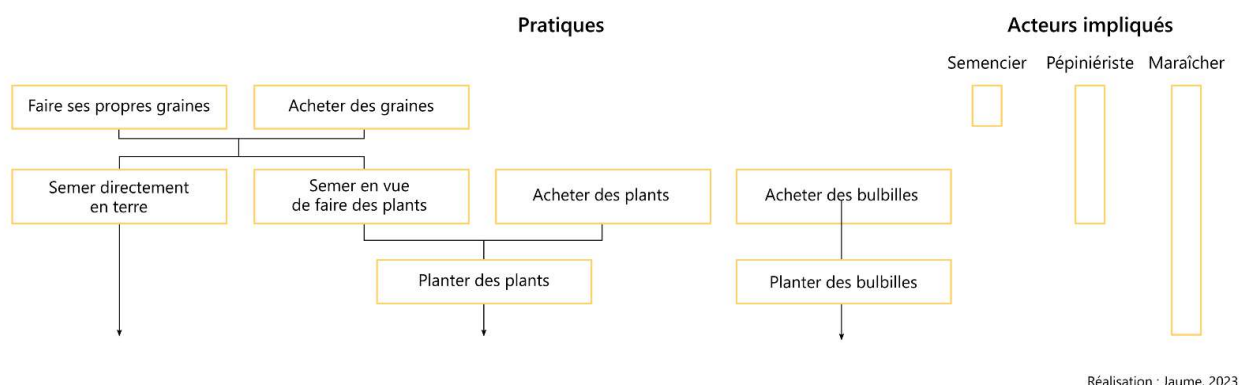 Pratiques
Acteurs impliqués
Semencier
Pépiniériste
Maraîcher
Faire ses propres graines
Acheter des graines
Semer directement
en terre
Semer en vue
de faire des plants
Acheter des plants
Acheter des bulbilles
Planter des plants
Planter des bulbilles
Réalisation : Jaume, 2023